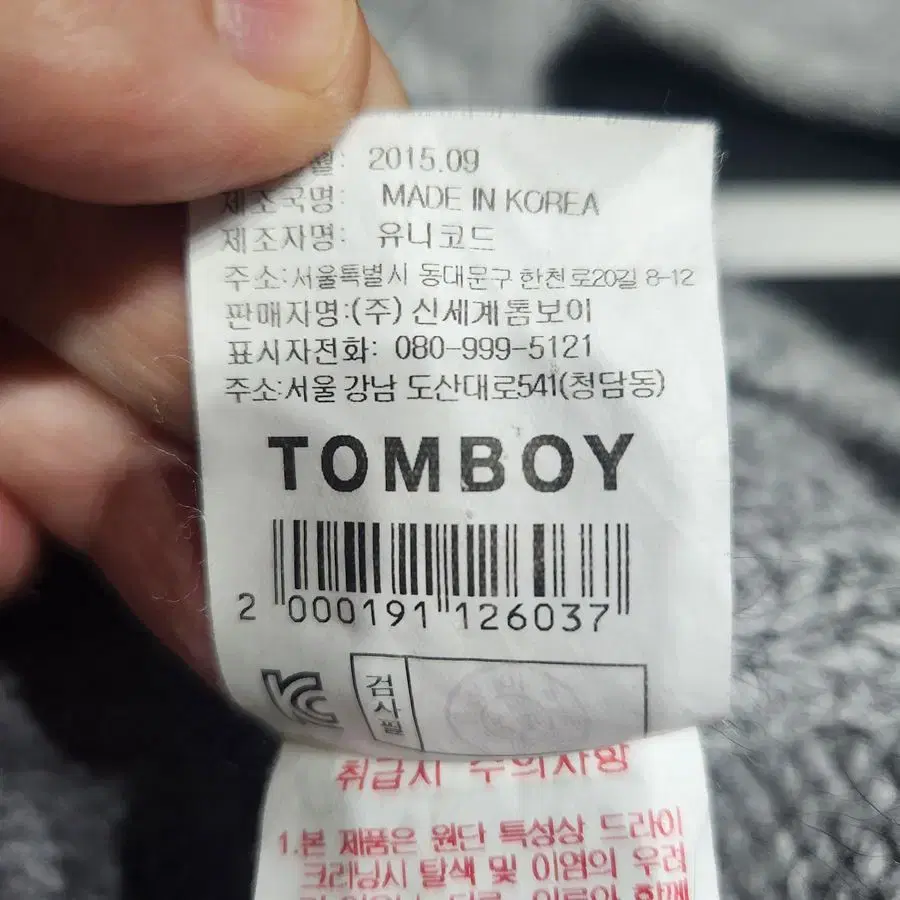 월: 2015.09
제조국명: MADE IN KOREA
제조자명: 유니코드
주소:서울특별시 동대문구 한천로20길 8-12
판매자명:(주) 신세계톰보이
표시자전화: 080-999-5121
주소:서울 강남 도산대로541(청담동)
TOMBOY
2 000191 126037
검사필
취급시 주의사항
1.본 제품은 원단 특성상 드라이
크리닝시 탈색 및 이염의 우려